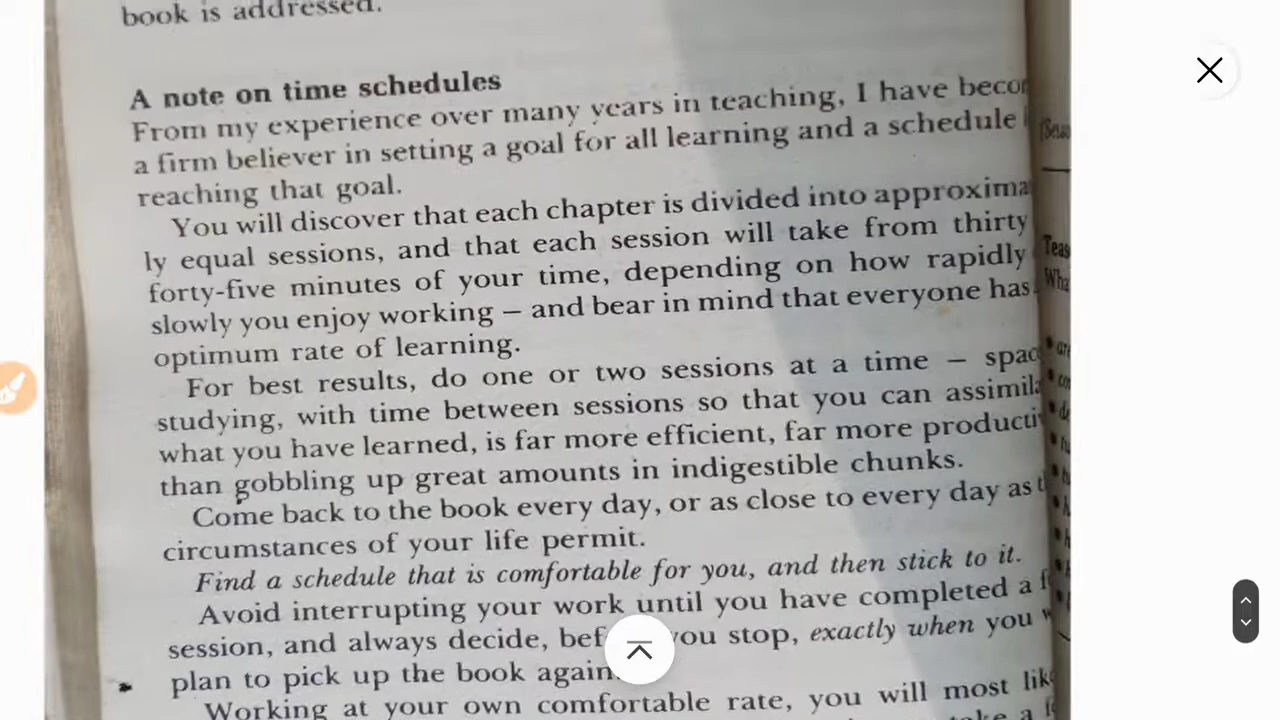 book is addressed.
A note on time schedules
From my experience over many years in teaching, I have becor
a firm believer in setting a goal for all learning and a schedule
reaching that goal.
You will discover that each chapter is divided into approxima
ly equal sessions, and that each session will take from thirty
forty-five minutes of your time, depending on how rapidly
slowly you enjoy working – and bear in mind that everyone has
optimum rate of learning.
For best results, do one or two sessions at a time – spac
studying, with time between sessions so that you can assimila
what you have learned, is far more efficient, far more producti
than gobbling up great amounts in indigestible chunks.
Come back to the book every day, or as close to every day as t
circumstances of your life permit.
Find a schedule that is comfortable for you, and then stick to it.
Avoid interrupting your work until you have completed a f
session, and always decide, bef you stop, exactly when you w
plan to pick up the book again.
Working at your own comfortable rate, you will most like
take a f
Teas
Wha